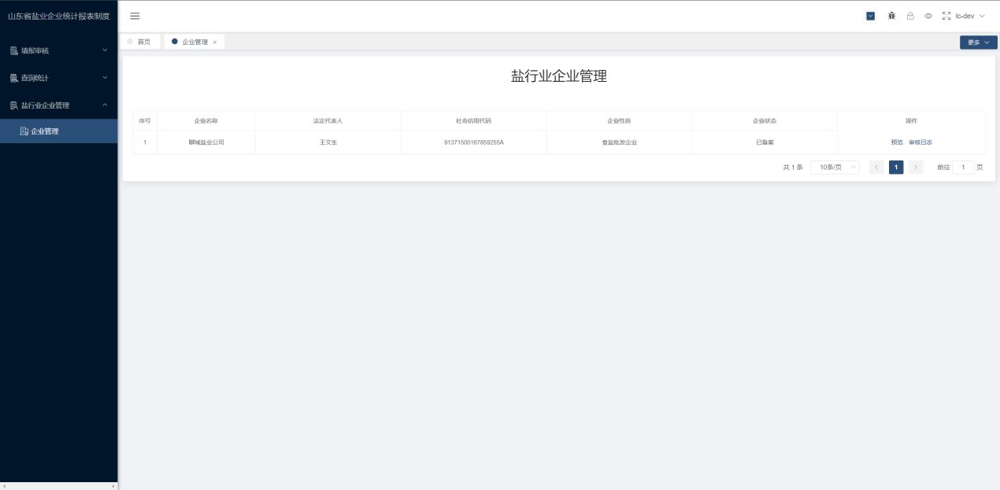 山东省盐业企业统计报表制度
lc-dev
首页
企业管理 ×
更多
填报审核
查询统计
盐行业企业管理
企业管理
盐行业企业管理
序号 企业名称 法定代表人 社会信用代码 企业性质 企业状态 操作
1 聊城盐业公司 王文生 91371500167859255A 食盐批发企业 已备案 预览 审核日志
共 1 条 10条/页 1 前往 1 页